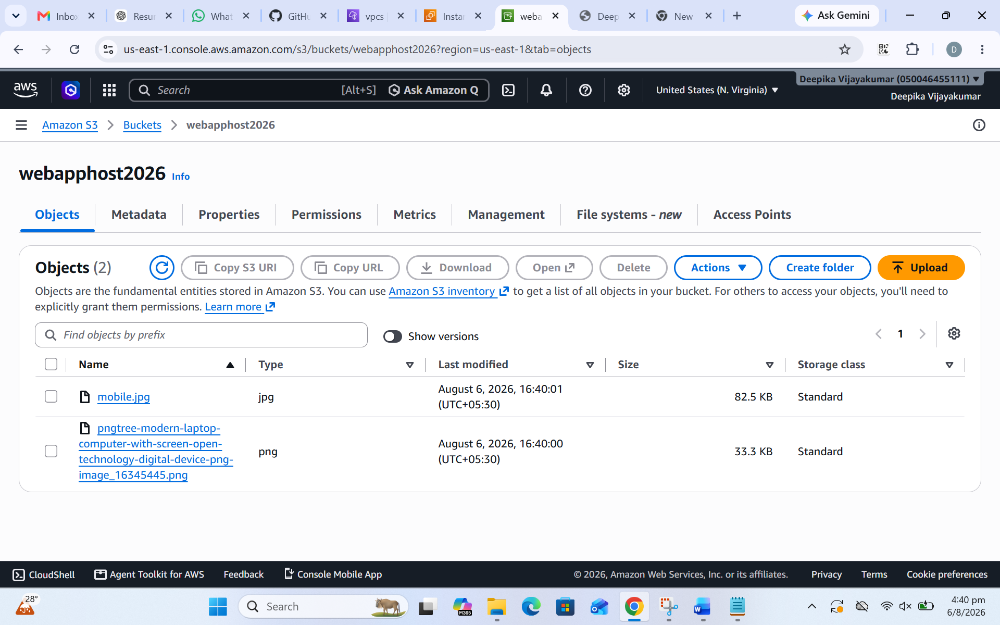 Inbox
Resur
What
GitHu
vpcs
Instar
weba
Deep
New
Ask Gemini
us-east-1.console.aws.amazon.com/s3/buckets/webapphost2026?region=us-east-1&tab=objects
D
aws
Search
[Alt+S]
Ask Amazon Q
United States (N. Virginia)
Deepika Vijayakumar (050046455111)
Deepika Vijayakumar
Amazon S3
Buckets
webapphost2026
webapphost2026 Info
Objects
Metadata
Properties
Permissions
Metrics
Management
File systems - new
Access Points
Objects (2)
Copy S3 URI
Copy URL
Download
Open
Delete
Actions
Create folder
Upload
Objects are the fundamental entities stored in Amazon S3. You can use Amazon S3 inventory to get a list of all objects in your bucket. For others to access your objects, you'll need to
explicitly grant them permissions. Learn more
Find objects by prefix
Show versions
1
Name
Type
Last modified
Size
Storage class
mobile.jpg
jpg
August 6, 2026, 16:40:01
(UTC+05:30)
82.5 KB
Standard
pngtree-modern-laptop-
computer-with-screen-open-
technology-digital-device-png-
image_16345445.png
png
August 6, 2026, 16:40:00
(UTC+05:30)
33.3 KB
Standard
CloudShell
Agent Toolkit for AWS
Feedback
Console Mobile App
© 2026, Amazon Web Services, Inc. or its affiliates.
Privacy
Terms
Cookie preferences
28°
Search
M365
4:40 pm
6/8/2026